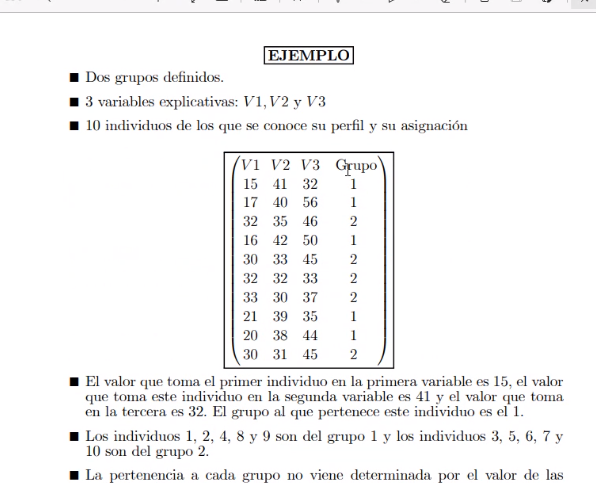 EJEMPLO
■ Dos grupos definidos.
■ 3 variables explicativas: V1, V2 y V3
■ 10 individuos de los que se conoce su perfil y su asignación
V1 V2 V3 Grupo
15 41 32 1
17 40 56 1
32 35 46 2
16 42 50 1
30 33 45 2
32 32 33 2
33 30 37 2
21 39 35 1
20 38 44 1
30 31 45 2
■ El valor que toma el primer individuo en la primera variable es 15, el valor
que toma este individuo en la segunda variable es 41 y el valor que toma
en la tercera es 32. El grupo al que pertenece este individuo es el 1.
■ Los individuos 1, 2, 4, 8 y 9 son del grupo 1 y los individuos 3, 5, 6, 7 y
10 son del grupo 2.
■ La pertenencia a cada grupo no viene determinada por el valor de las